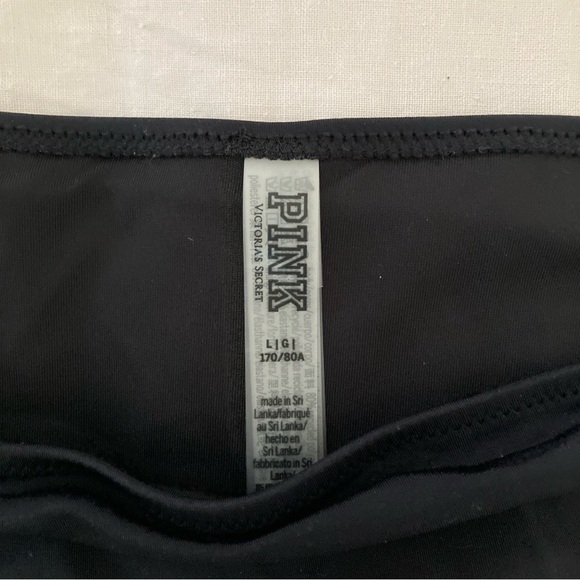 PINK
VICTORIA'S SECRET
L | G |
170/80A
made in Sri
Lanka/fabriqué
au Sri Lanka/
hecho en
Sri Lanka/
fabbricato in Sri
Lanka/